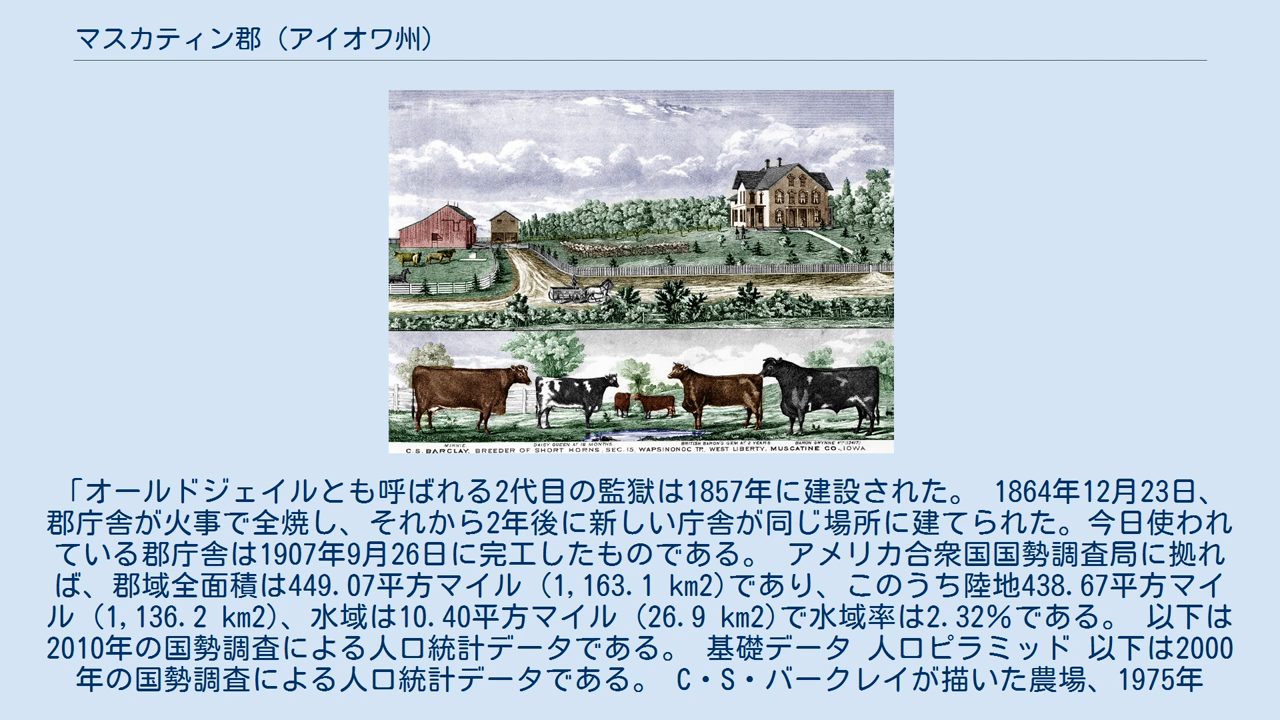 マスカティン郡（アイオワ州）
MINNIE
DAISY QUEEN AT 18 MONTHS
BRITISH BARON'S GEM AT 2 YEARS
BARON GWYNNE 4TH
C.S. BARCLAY, BREEDER OF SHORT HORNS, SEC. 15, WAPSINONOC TP., WEST LIBERTY, MUSCATINE CO., IOWA
「オールドジェイルとも呼ばれる2代目の監獄は1857年に建設された。 1864年12月23日、
郡庁舎が火事で全焼し、それから2年後に新しい庁舎が同じ場所に建てられた。今日使われ
ている郡庁舎は1907年9月26日に完工したものである。 アメリカ合衆国国勢調査局に拠れ
ば、郡域全面積は449.07平方マイル (1,163.1 km2)であり、このうち陸地438.67平方マイ
ル (1,136.2 km2)、水域は10.40平方マイル (26.9 km2)で水域率は2.32％である。 以下は
2010年の国勢調査による人口統計データである。 基礎データ 人口ピラミッド 以下は2000
年の国勢調査による人口統計データである。 C・S・バークレイが描いた農場、1975年